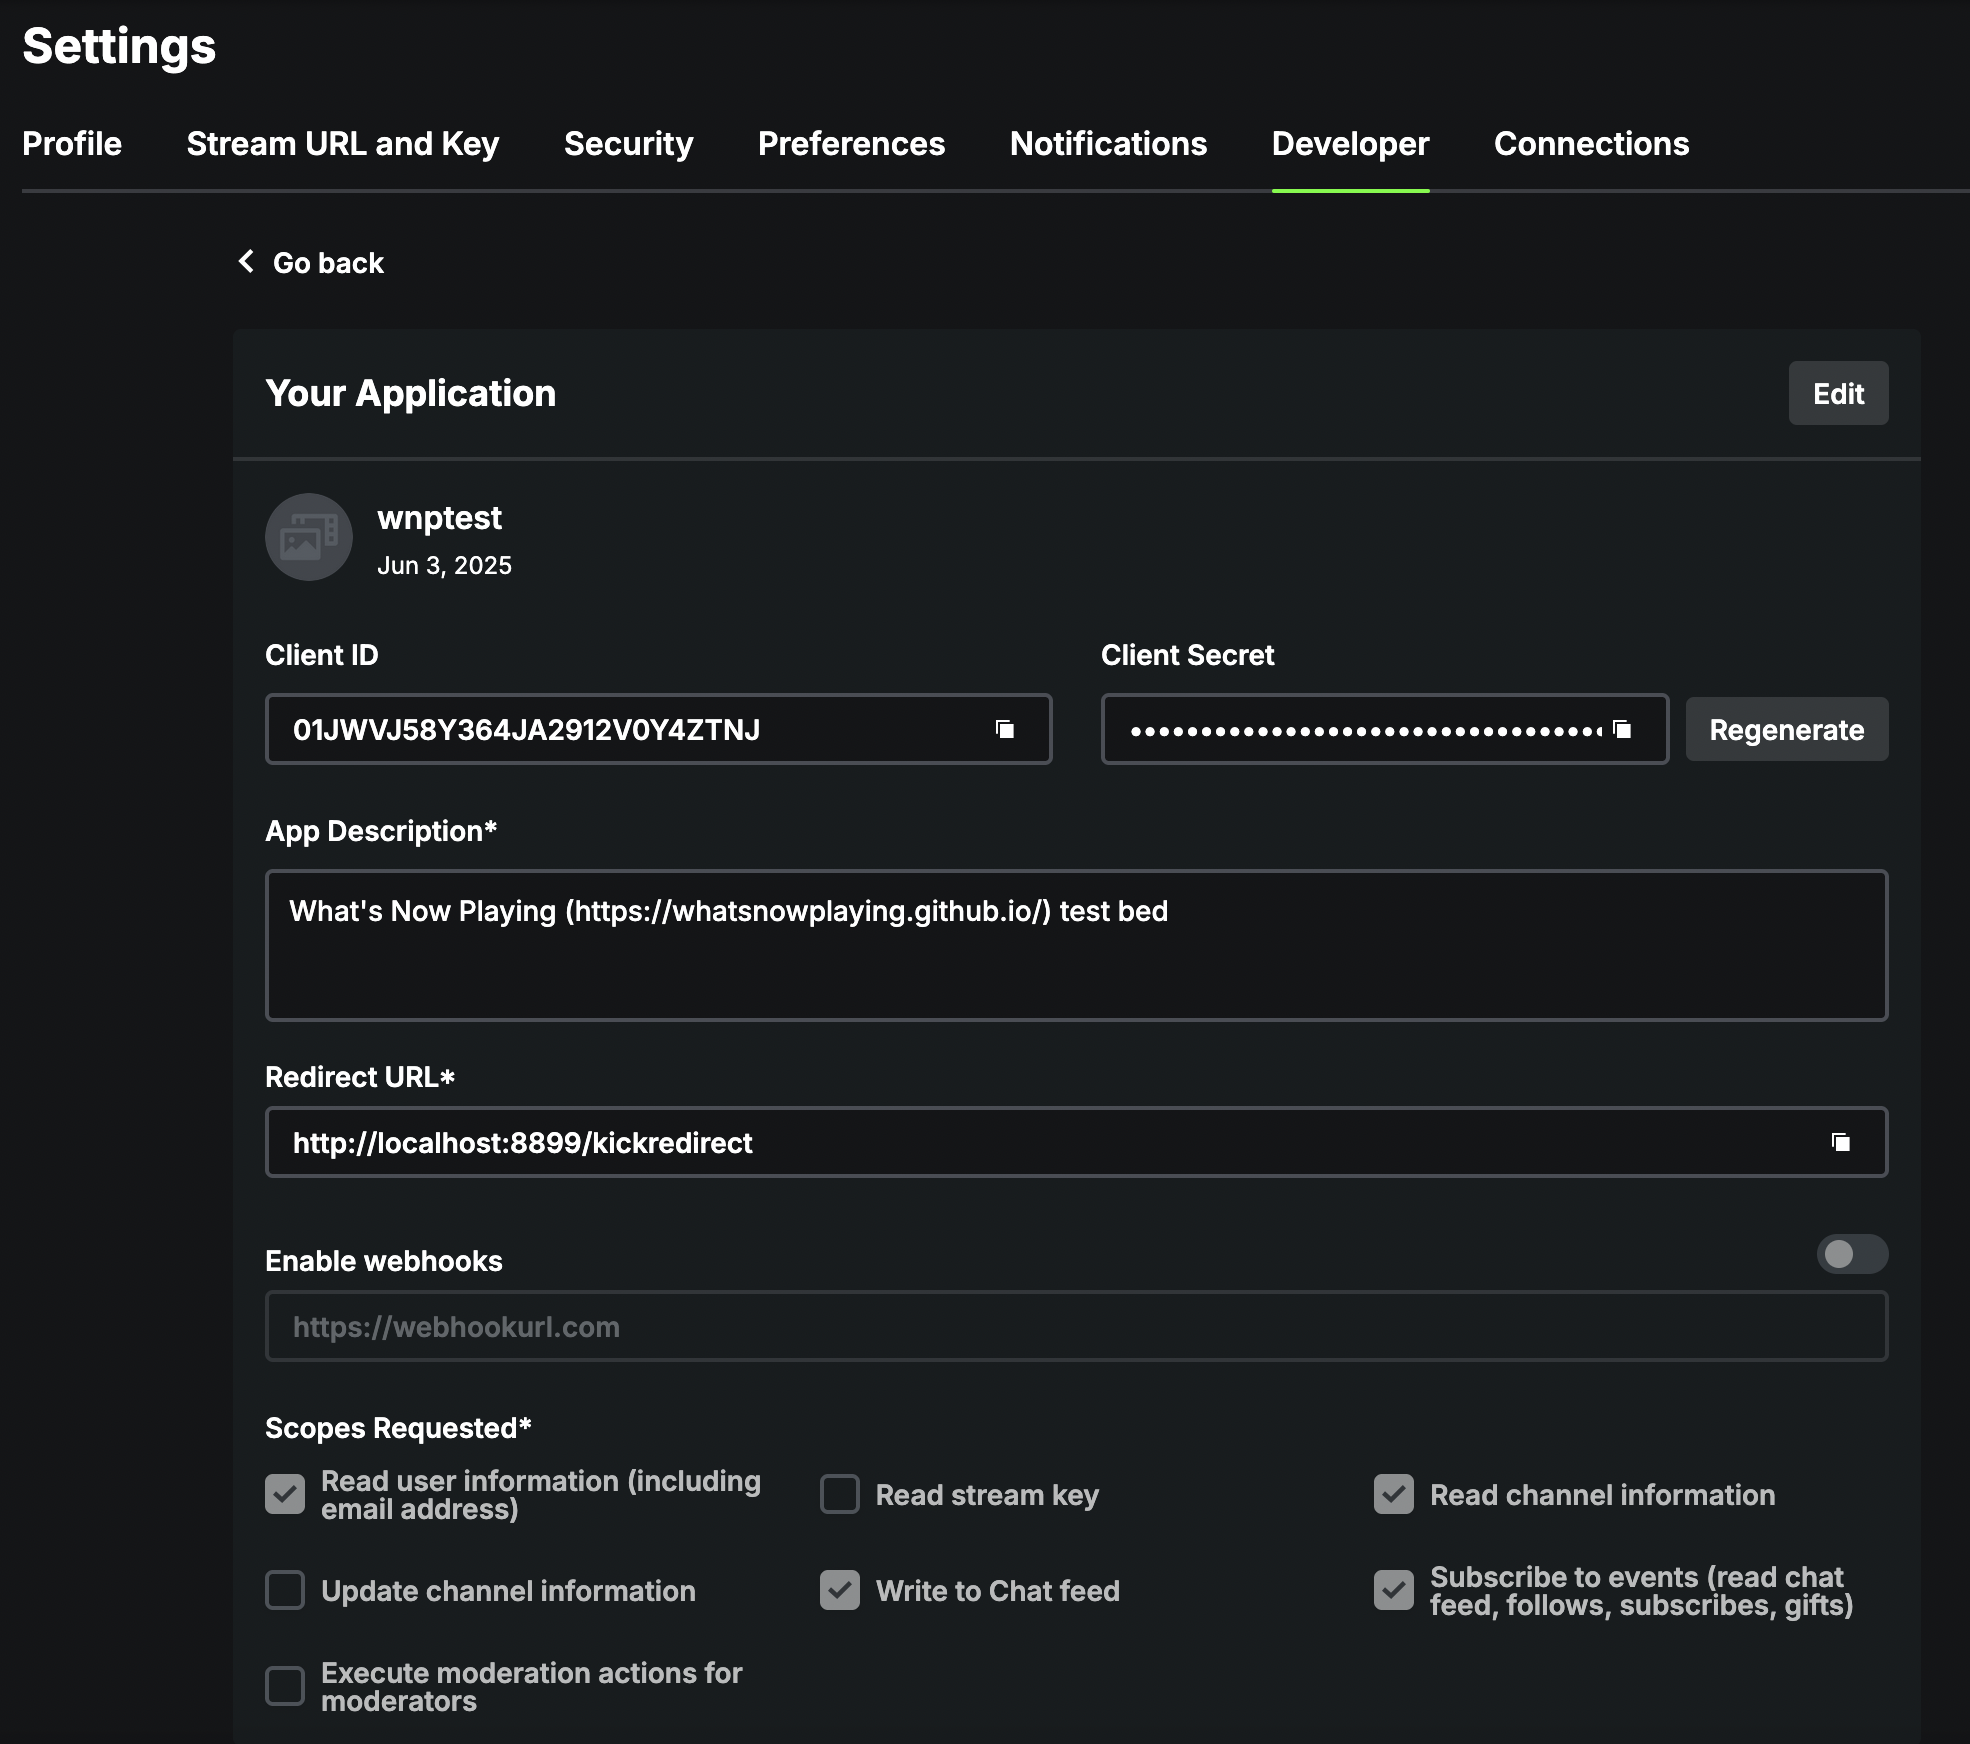 Settings
Profile
Stream URL and Key
Security
Preferences
Notifications
Developer
Connections
Go back
Your Application
Edit
wnptest
Jun 3, 2025
Client ID
Client Secret
01JWVJ58Y364JA2912V0Y4ZTNJ
Regenerate
App Description*
What's Now Playing (https://whatsnowplaying.github.io/) test bed
Redirect URL*
http://localhost:8899/kickredirect
Enable webhooks
https://webhookurl.com
Scopes Requested*
Read user information (including
email address)
Read stream key
Read channel information
Update channel information
Write to Chat feed
Subscribe to events (read chat
feed, follows, subscribes, gifts)
Execute moderation actions for
moderators